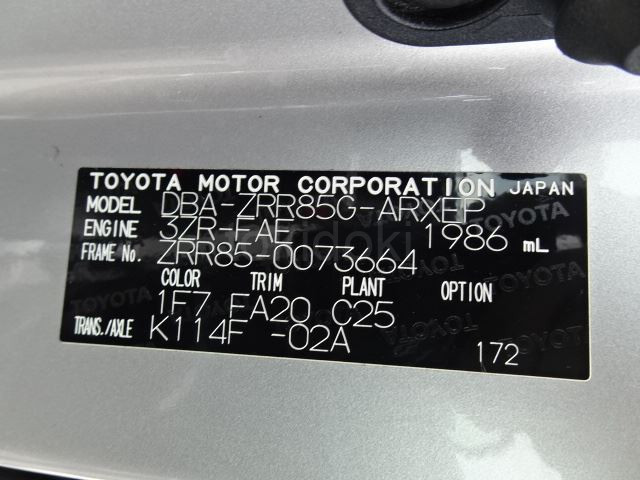 TOYOTA MOTOR CORPORATION JAPAN
MODEL DBA-ZRR85G-ARXEP
ENGINE 3ZR-FAE 1986 mL
FRAME No. ZRR85-0073664
COLOR TRIM PLANT OPTION
1F7 FA20 C25
TRANS./AXLE K114F -02A
172